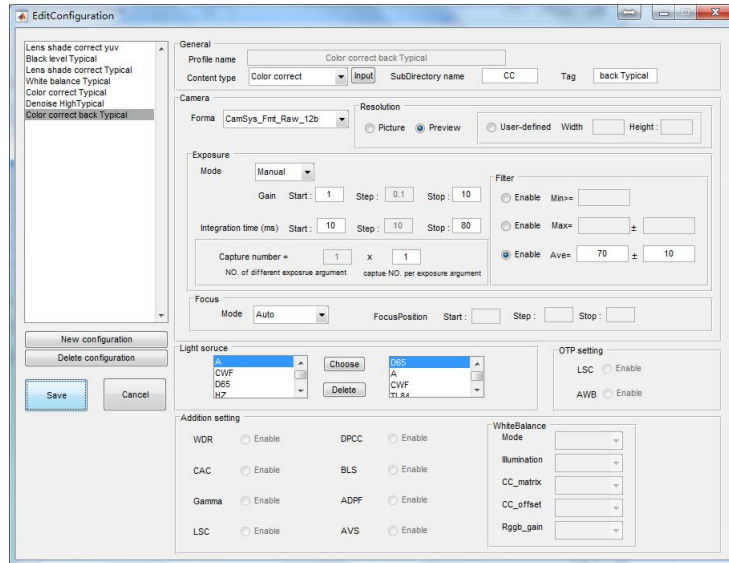 EditConfiguration
Lens shade correct yuv
Black level Typical
Lens shade correct Typical
White balance Typical
Color correct Typical
Denoise HighTypical
Color correct back Typical
New configuration
Delete configuration
Save Cancel
General
Profile name Color correct back Typical
Content type Color correct Input SubDirectory name CC Tag back Typical
Camera
Forma CamSys_Fmt_Raw_12b
Resolution
Picture Preview User-defined Width Height :
Exposure
Mode Manual
Gain Start : 1 Step : 0.1 Stop : 10
Integration time (ms) Start : 10 Step : 10 Stop : 80
Capture number = 1 x 1
NO. of different exposrue argument captue NO. per exposure argument
Filter
Enable Min>=
Enable Max= ±
Enable Ave= 70 ± 10
Focus
Mode Auto FocusPosition Start : Step : Stop :
Light soruce
A
CWF
D65
HZ
Choose
Delete
D65
A
CWF
TL84
OTP setting
LSC Enable
AWB Enable
Addition setting
WDR Enable DPCC Enable
CAC Enable BLS Enable
Gamma Enable ADPF Enable
LSC Enable AVS Enable
WhiteBalance
Mode
Illumination
CC_matrix
CC_offset
Rggb_gain